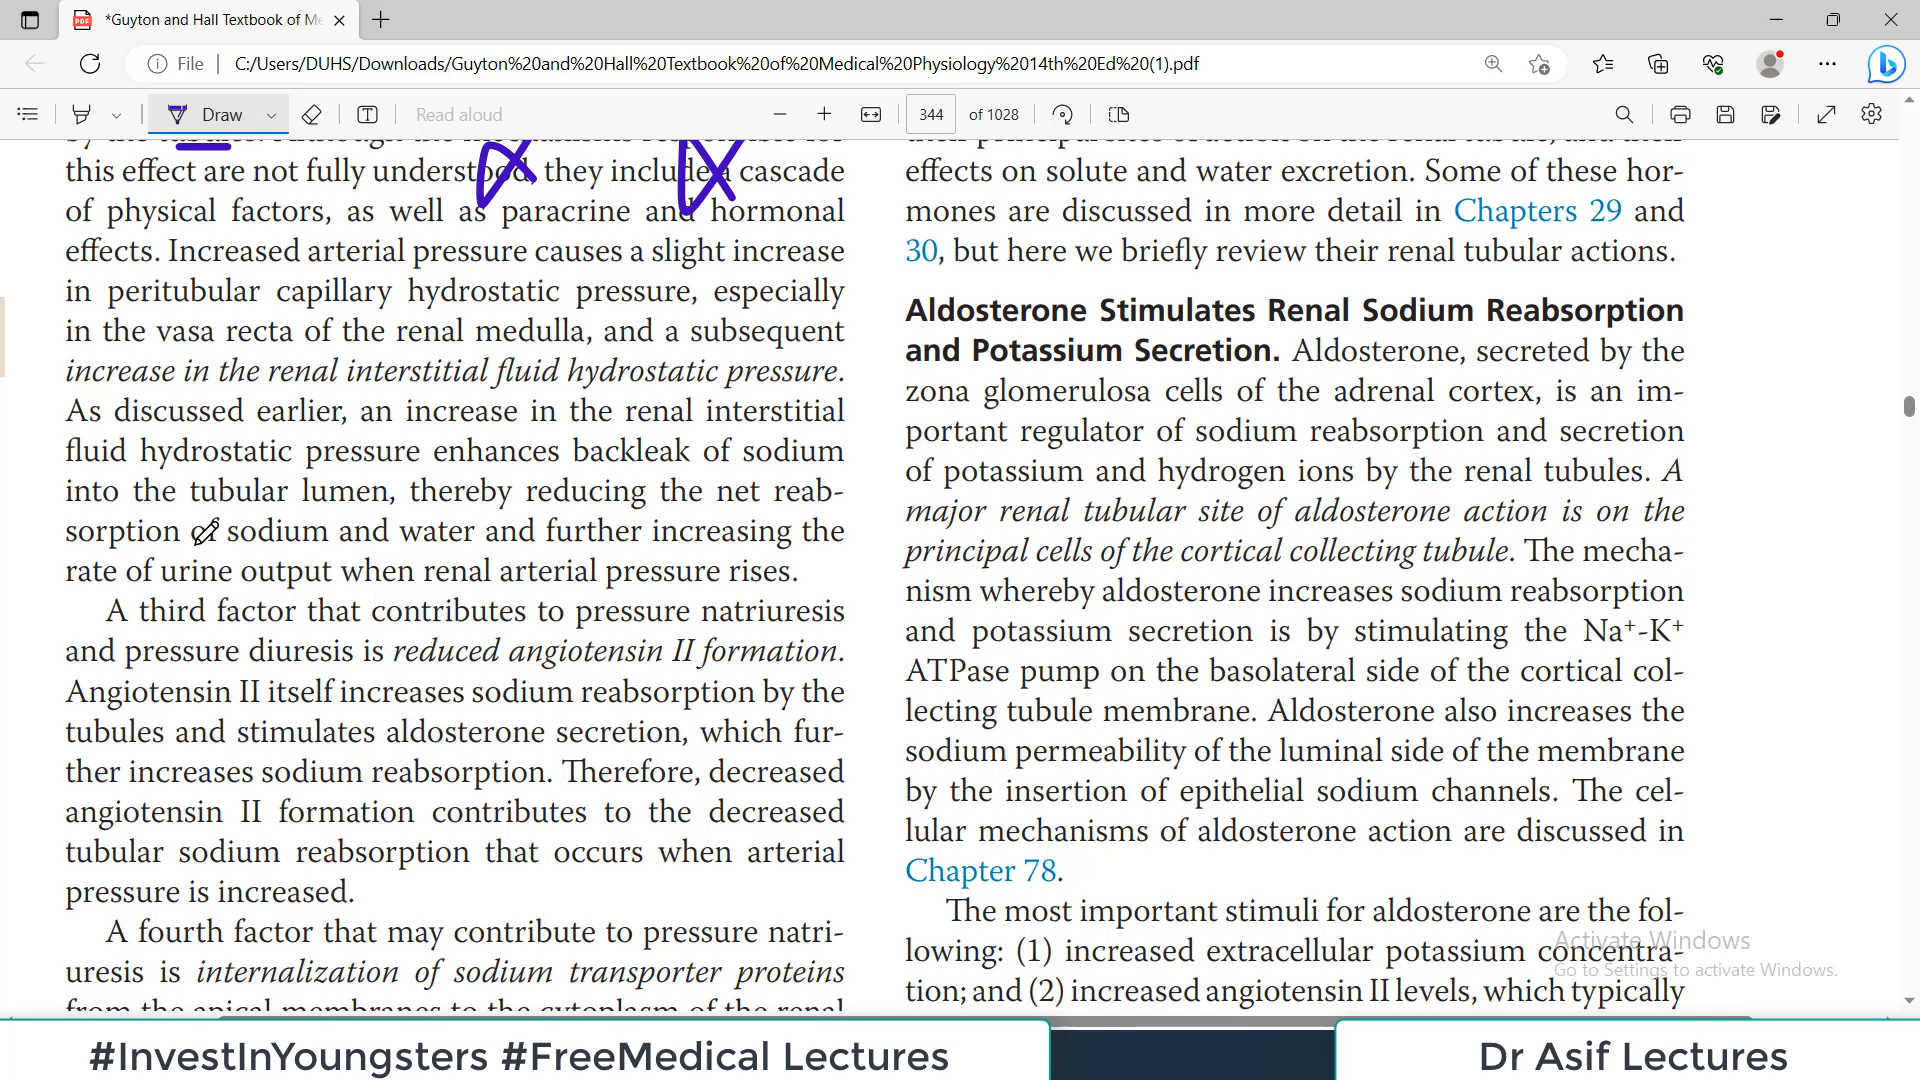 *Guyton and Hall Textbook of Me
File
C:/Users/DUHS/Downloads/Guyton%20and%20Hall%20Textbook%20of%20Medical%20Physiology%2014th%20Ed%20(1).pdf
Draw
Read aloud
344
of 1028
this effect are not fully understood, they include a cascade
of physical factors, as well as paracrine and hormonal
effects. Increased arterial pressure causes a slight increase
in peritubular capillary hydrostatic pressure, especially
in the vasa recta of the renal medulla, and a subsequent
increase in the renal interstitial fluid hydrostatic pressure.
As discussed earlier, an increase in the renal interstitial
fluid hydrostatic pressure enhances backleak of sodium
into the tubular lumen, thereby reducing the net reab-
sorption of sodium and water and further increasing the
rate of urine output when renal arterial pressure rises.
A third factor that contributes to pressure natriuresis
and pressure diuresis is reduced angiotensin II formation.
Angiotensin II itself increases sodium reabsorption by the
tubules and stimulates aldosterone secretion, which fur-
ther increases sodium reabsorption. Therefore, decreased
angiotensin II formation contributes to the decreased
tubular sodium reabsorption that occurs when arterial
pressure is increased.
A fourth factor that may contribute to pressure natri-
uresis is internalization of sodium transporter proteins
from the apical membranes to the cytoplasm of the renal
effects on solute and water excretion. Some of these hor-
mones are discussed in more detail in Chapters 29 and
30, but here we briefly review their renal tubular actions.
Aldosterone Stimulates Renal Sodium Reabsorption
and Potassium Secretion. Aldosterone, secreted by the
zona glomerulosa cells of the adrenal cortex, is an im-
portant regulator of sodium reabsorption and secretion
of potassium and hydrogen ions by the renal tubules. A
major renal tubular site of aldosterone action is on the
principal cells of the cortical collecting tubule. The mecha-
nism whereby aldosterone increases sodium reabsorption
and potassium secretion is by stimulating the Na⁺-K⁺
ATPase pump on the basolateral side of the cortical col-
lecting tubule membrane. Aldosterone also increases the
sodium permeability of the luminal side of the membrane
by the insertion of epithelial sodium channels. The cel-
lular mechanisms of aldosterone action are discussed in
Chapter 78.
The most important stimuli for aldosterone are the fol-
lowing: (1) increased extracellular potassium concentra-
tion; and (2) increased angiotensin II levels, which typically
Activate Windows
Go to Settings to activate Windows.
#InvestInYoungsters #FreeMedical Lectures
Dr Asif Lectures